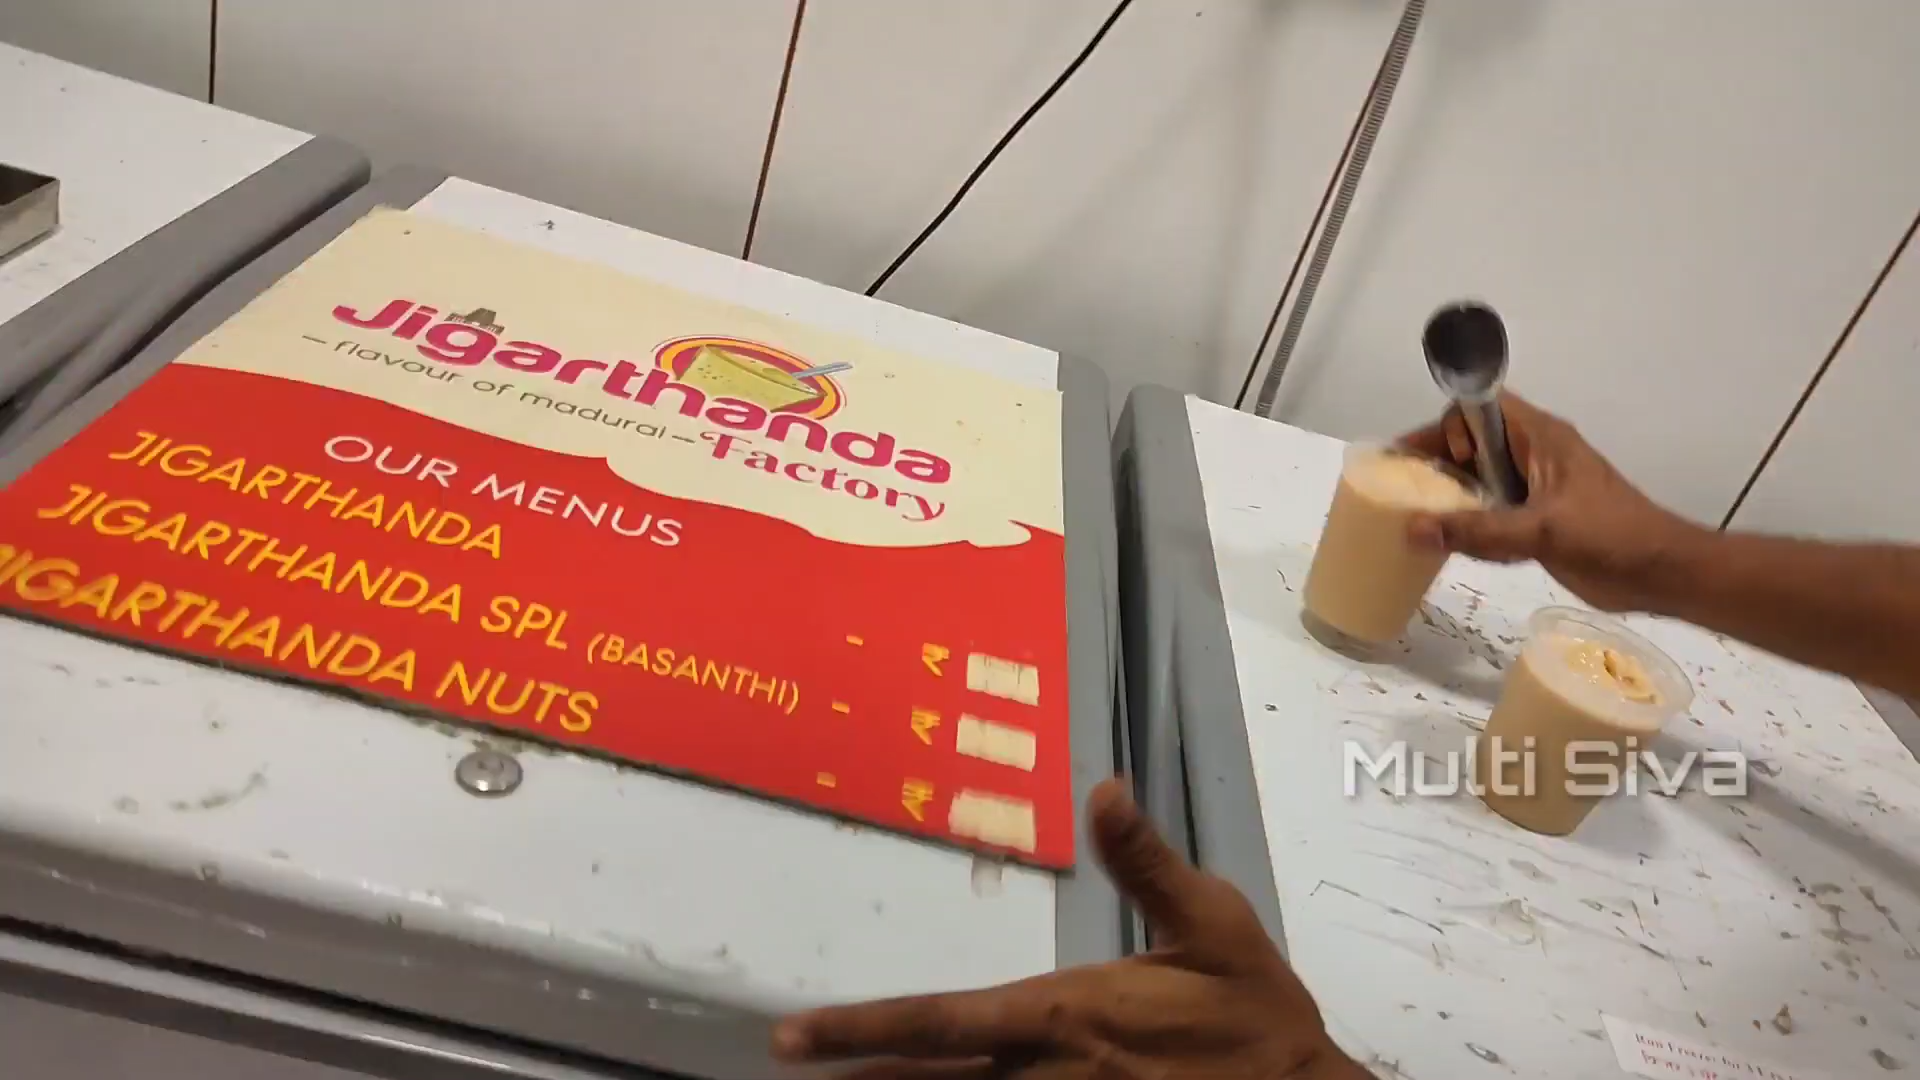 Jigarthanda
– flavour of madurai –
Factory
OUR MENUS
JIGARTHANDA - ₹
JIGARTHANDA SPL (BASANTHI) - ₹
JIGARTHANDA NUTS - ₹
Multi Siva